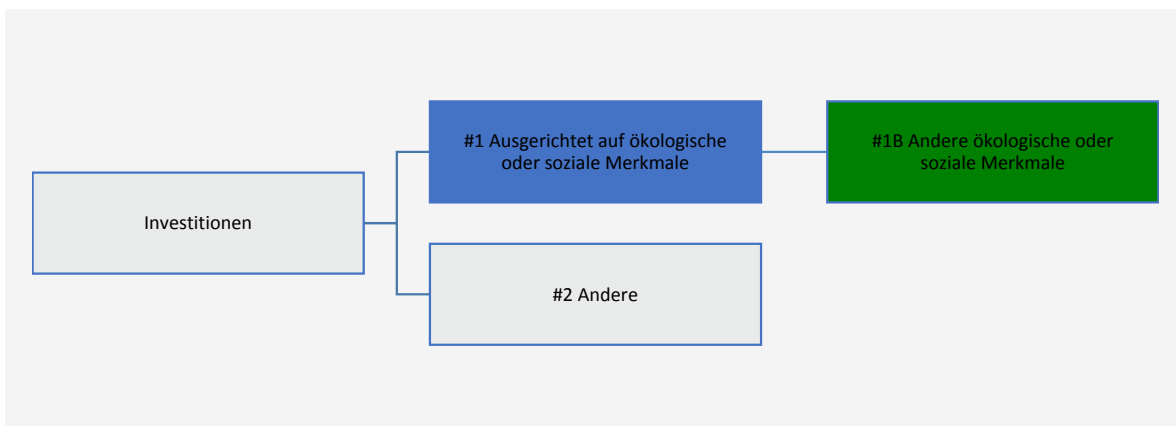 #1 Ausgerichtet auf ökologische
oder soziale Merkmale
#1B Andere ökologische oder
soziale Merkmale
Investitionen
#2 Andere